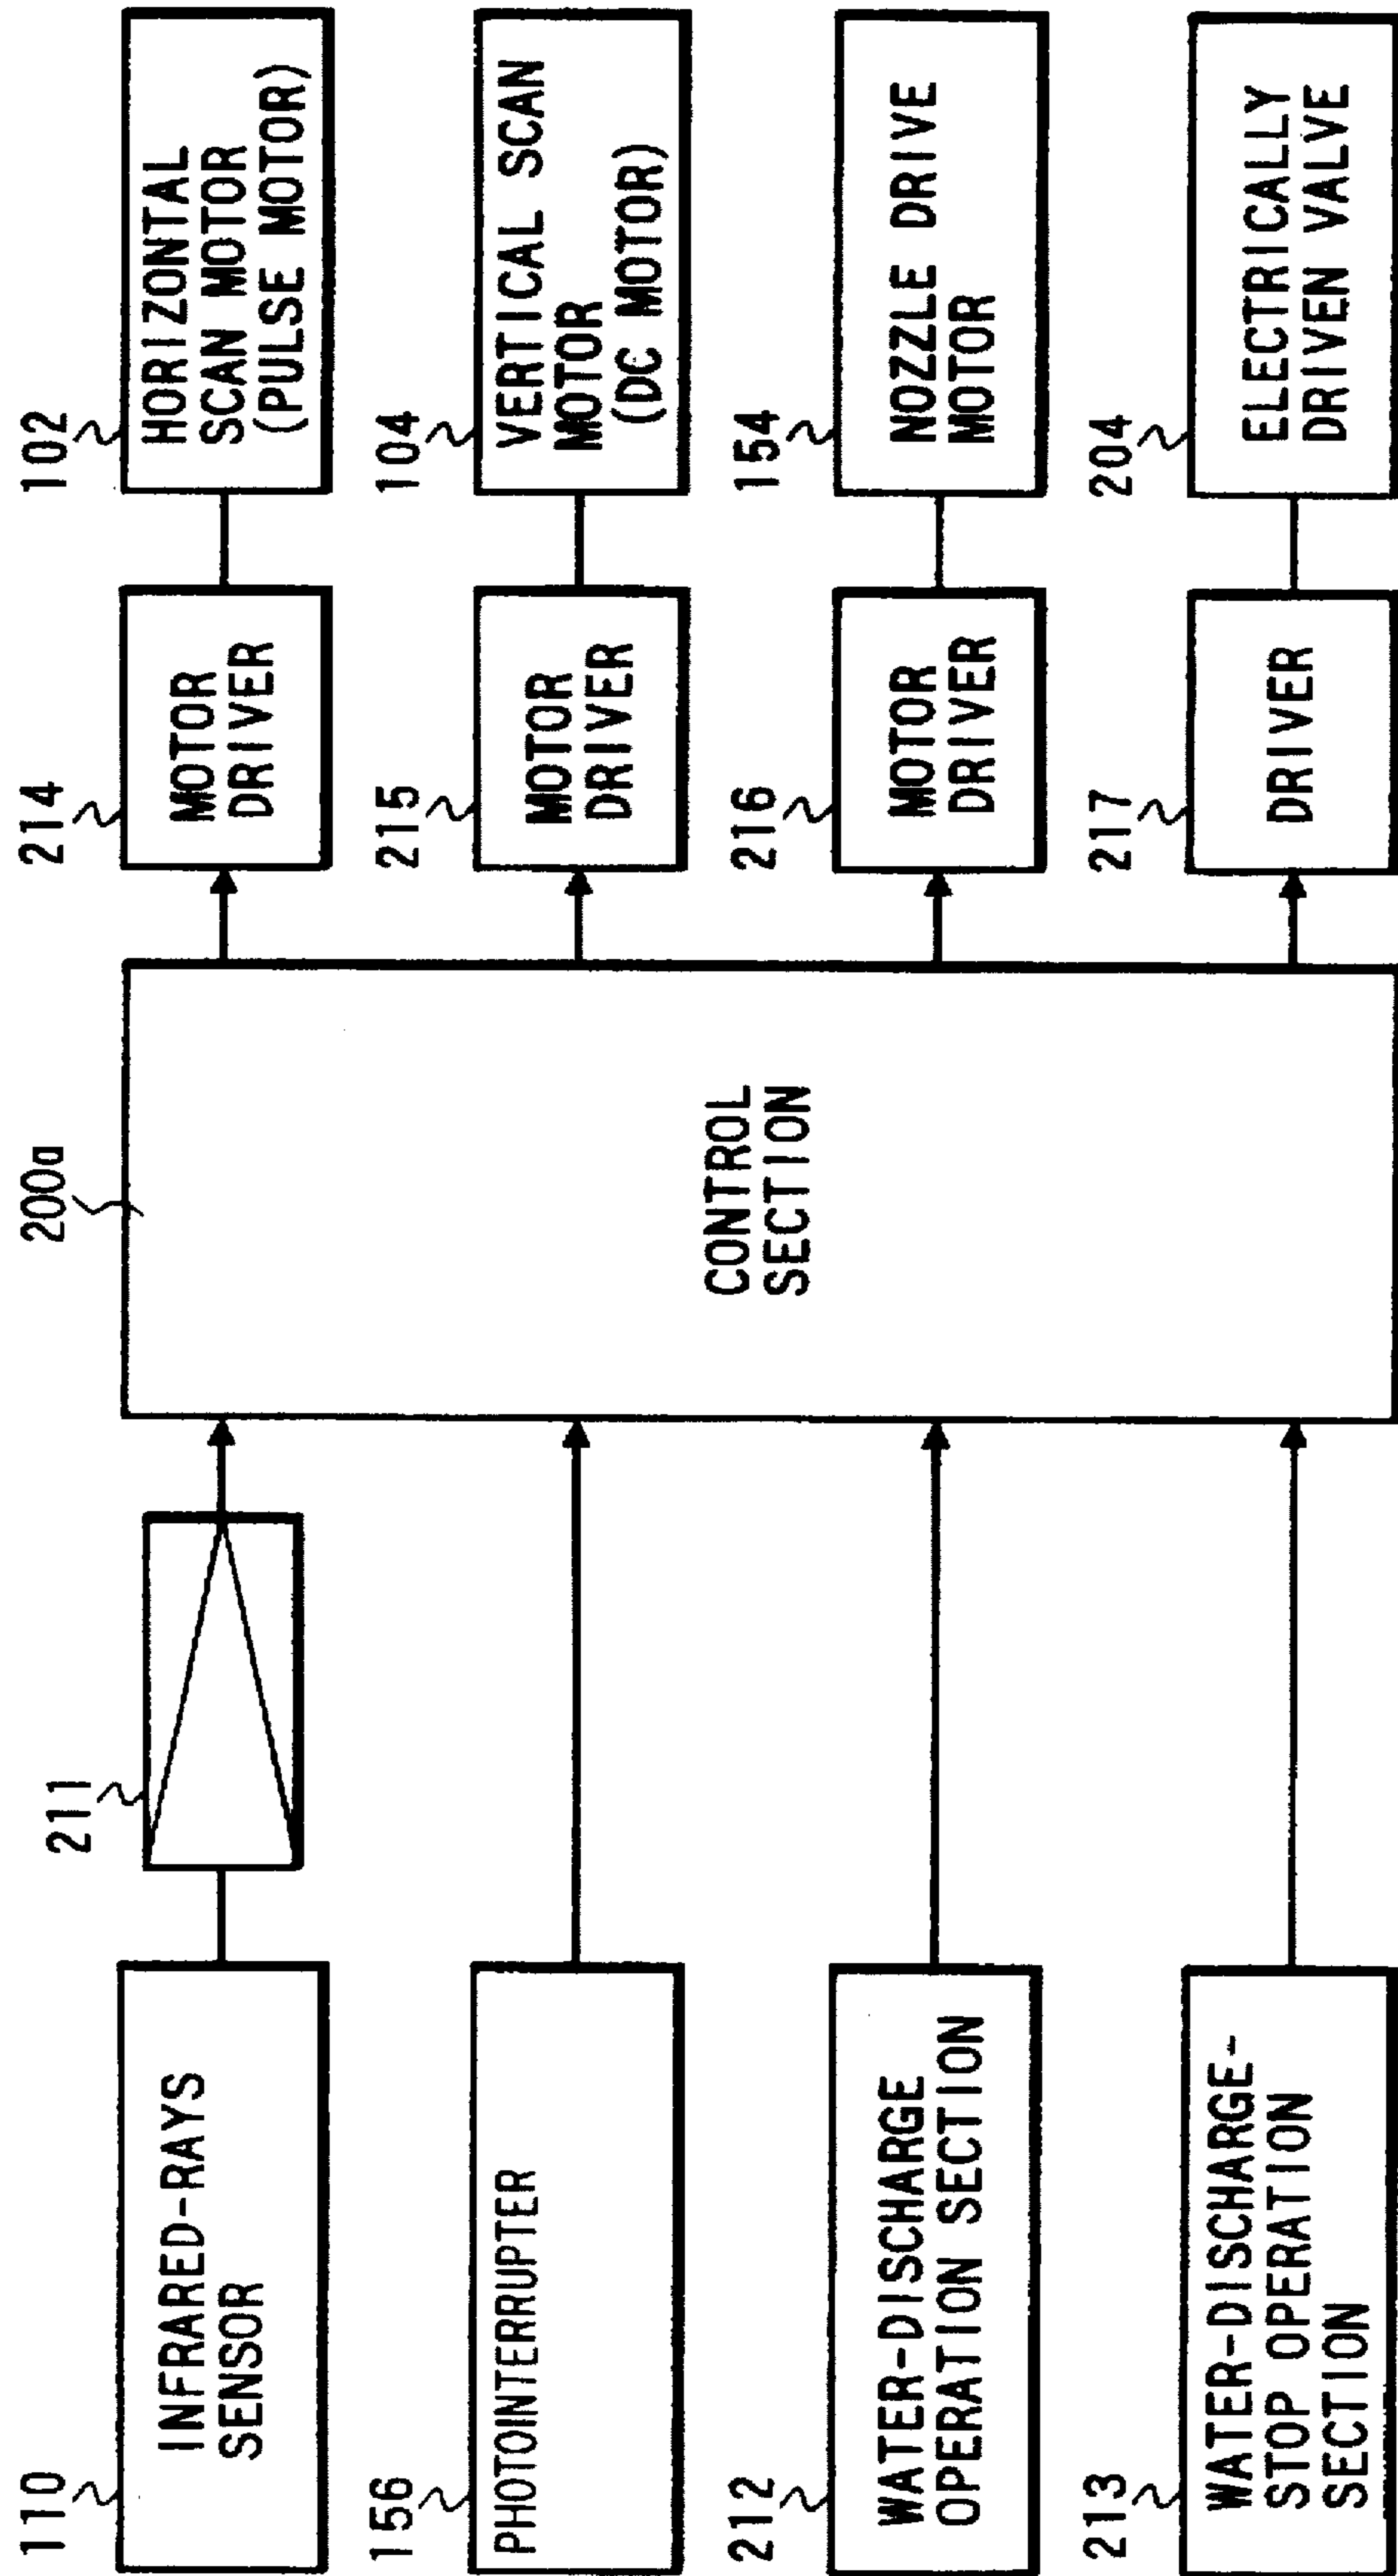 110
INFRARED-RAYS
SENSOR
211
156
PHOTOINTERRUPTER
212
WATER-DISCHARGE
OPERATION SECTION
213
WATER-DISCHARGE-
STOP OPERATION
SECTION
200a
CONTROL
SECTION
214
MOTOR
DRIVER
102
HORIZONTAL
SCAN MOTOR
(PULSE MOTOR)
215
MOTOR
DRIVER
104
VERTICAL SCAN
MOTOR
(DC MOTOR)
216
MOTOR
DRIVER
154
NOZZLE DRIVE
MOTOR
217
DRIVER
204
ELECTRICALLY
DRIVEN VALVE